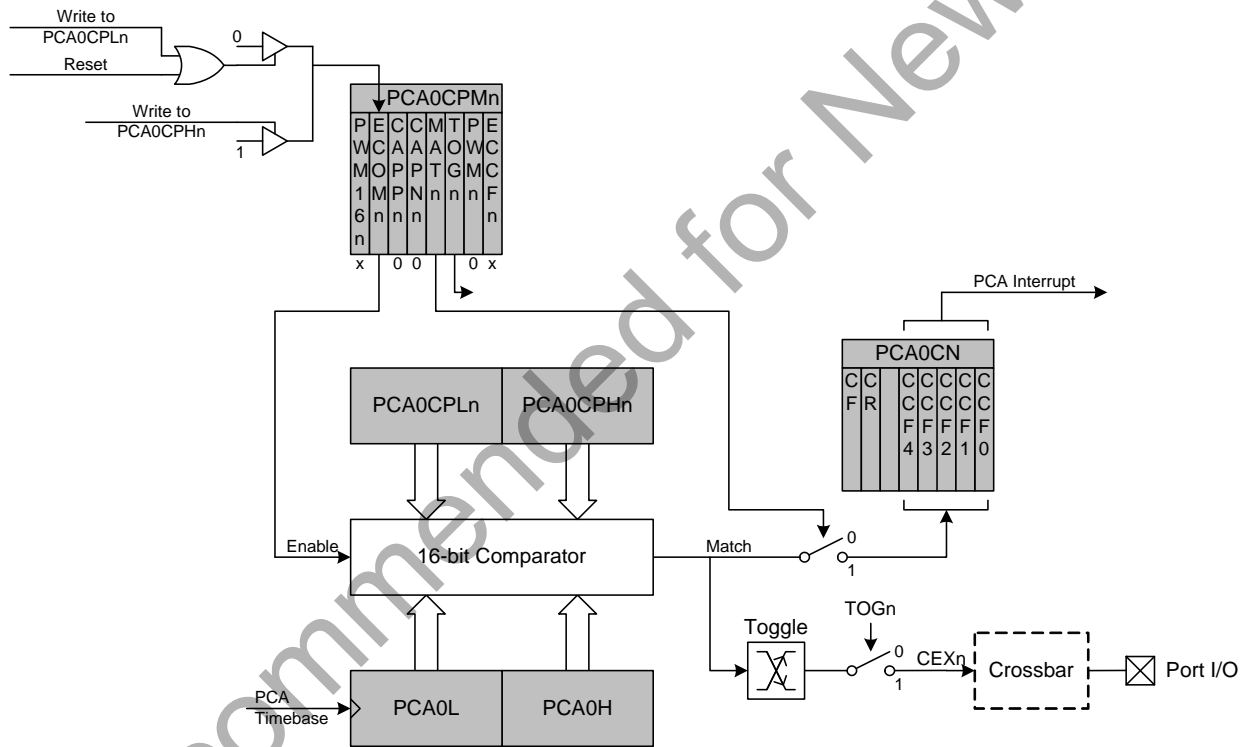 Write to
PCA0CPLn
Reset
0
Write to
PCA0CPHn
1
PCA0CPMn
PWM16n ECOMn CAPPn CAPNn MATn TOGn PWMn ECCFn
x 0 0 0 x
PCA Interrupt
PCA0CN
CF CR CCF4 CCF3 CCF2 CCF1 CCF0
PCA0CPLn PCA0CPHn
Enable
16-bit Comparator
Match
0
1
TOGn
Toggle
0
1
CEXn
Crossbar
Port I/O
PCA
Timebase
PCA0L PCA0H
ommended for New